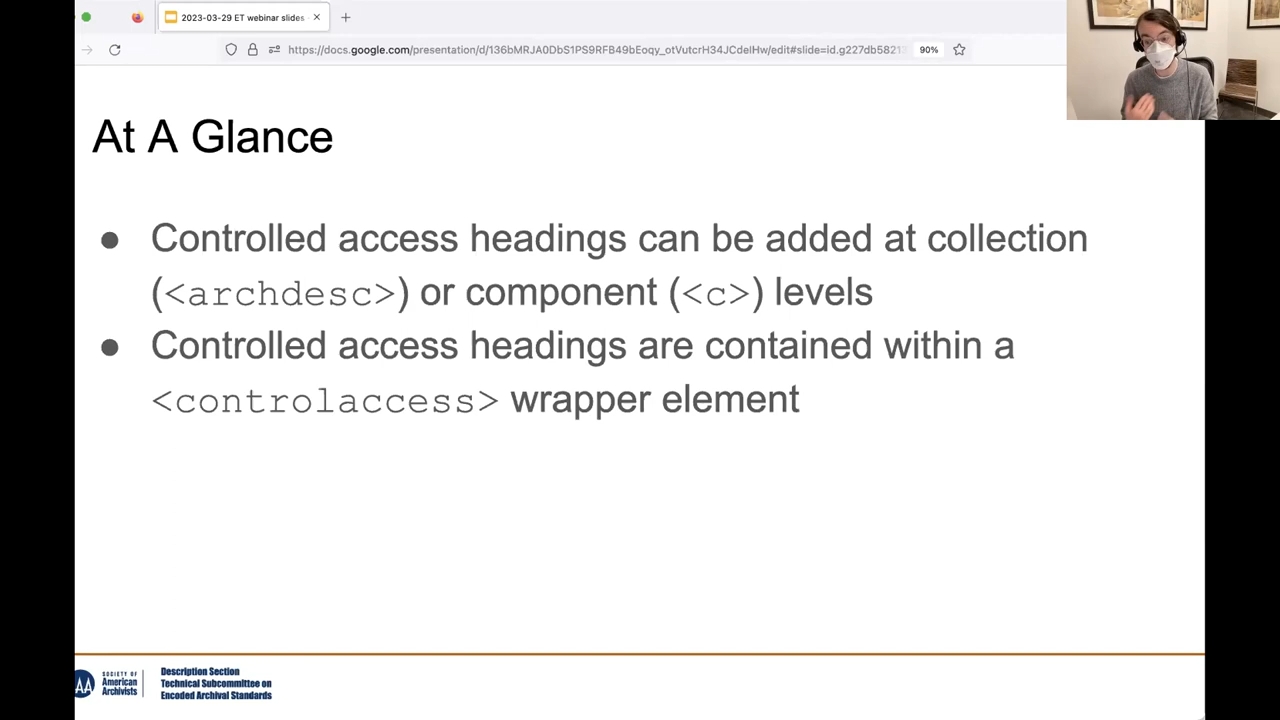 2023-03-29 ET webinar slides
https://docs.google.com/presentation/d/136bMRJA0DbS1PS9RFB49bEoqy_otVutcrH34JCdeIHw/edit#slide=id.g227db5821
90%
At A Glance
● Controlled access headings can be added at collection
(<archdesc>) or component (<c>) levels
● Controlled access headings are contained within a
<controlaccess> wrapper element
AA
SOCIETY OF
American
Archivists
Description Section
Technical Subcommittee on
Encoded Archival Standards